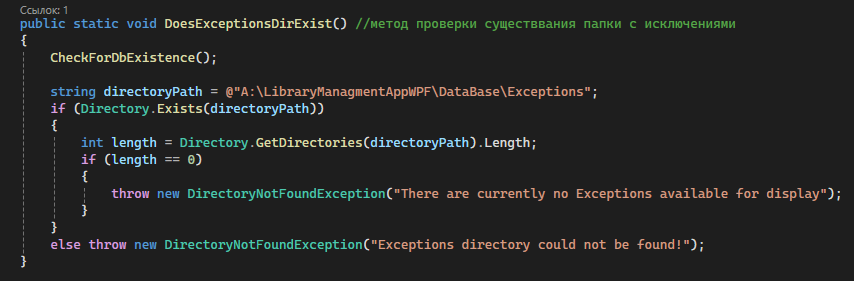 Ссылок: 1
public static void DoesExceptionsDirExist() //метод проверки существвания папки с исключениями
{
CheckForDbExistence();
string directoryPath = @"A:\LibraryManagmentAppWPF\DataBase\Exceptions";
if (Directory.Exists(directoryPath))
{
int length = Directory.GetDirectories(directoryPath).Length;
if (length == 0)
{
throw new DirectoryNotFoundException("There are currently no Exceptions available for display");
}
}
else throw new DirectoryNotFoundException("Exceptions directory could not be found!");
}